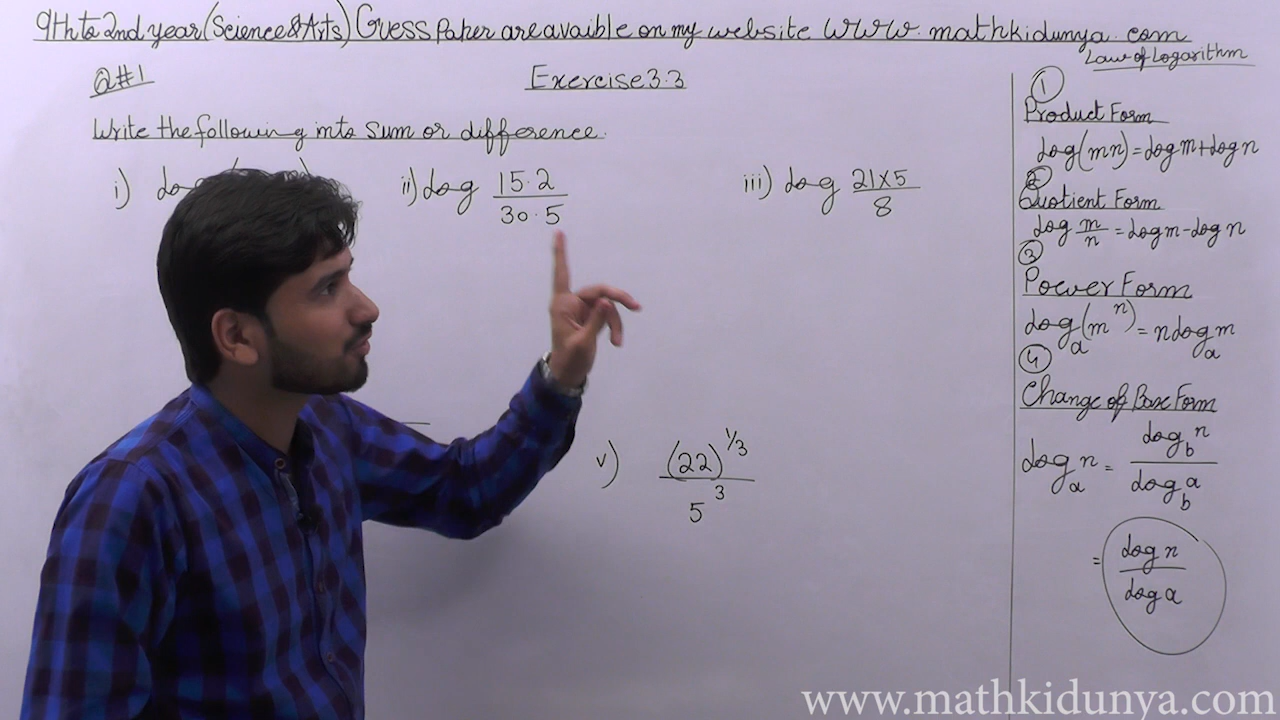 9th to 2nd year (Science & Arts) Guess Paper are avaible on my website WWW.mathkidunya.com
Law of Logarithm
Q#1
Exercise 3.3
Write the following into sum or difference.
i)
ii) Log 15.2 / 30.5
iii) Log 21×5 / 8
v) (22)^1/3 / 5^3
1
Product Form
Log(mn) = Log m + Log n
2
Quotient Form
Log m/n = Log m - Log n
3
Power Form
Log_a(m^n) = n Log_a m
4
Change of Base Form
Log_a n = Log_b n / Log_b a
= Log n / Log a
www.mathkidunya.com